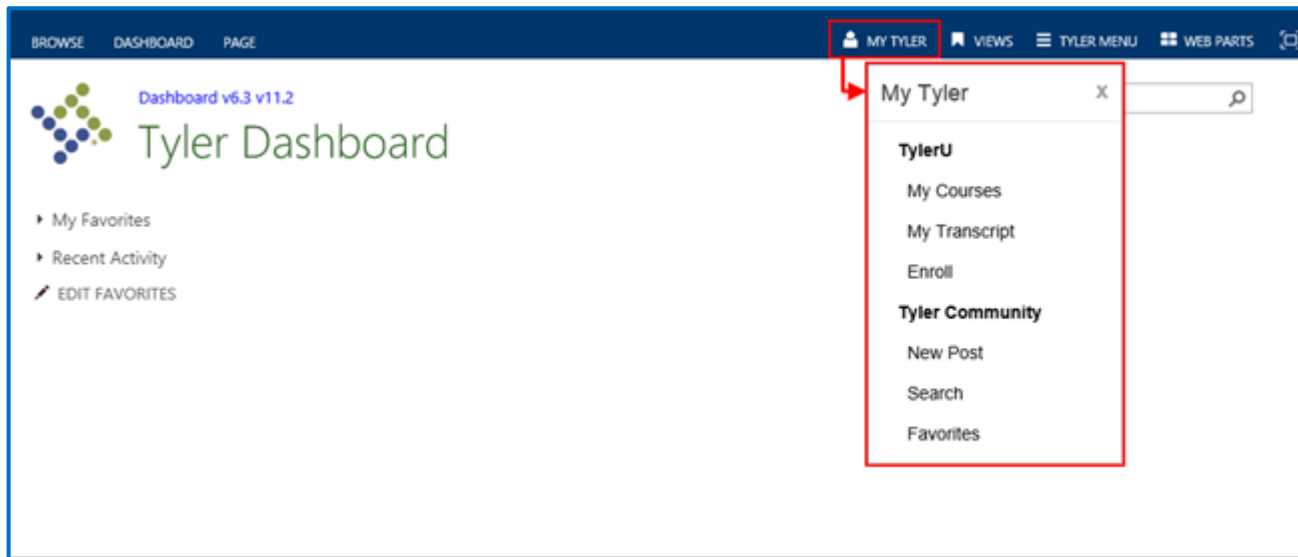 BROWSE DASHBOARD PAGE MY TYLER VIEWS TYLER MENU WEB PARTS
Dashboard v6.3 v11.2
Tyler Dashboard
My Favorites
Recent Activity
EDIT FAVORITES
My Tyler X
TylerU
My Courses
My Transcript
Enroll
Tyler Community
New Post
Search
Favorites